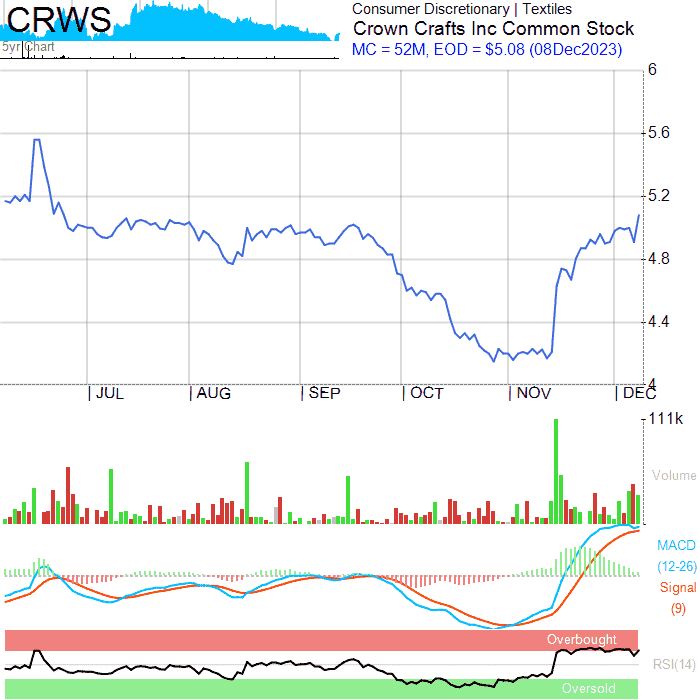 CRWS
5yr Chart
Consumer Discretionary | Textiles
Crown Crafts Inc Common Stock
MC = 52M, EOD = $5.08 (08Dec2023)
6
5.6
5.2
4.8
4.4
4
JUL
AUG
SEP
OCT
NOV
DEC
111k
Volume
MACD
(12-26)
Signal
(9)
Overbought
RSI(14)
Oversold